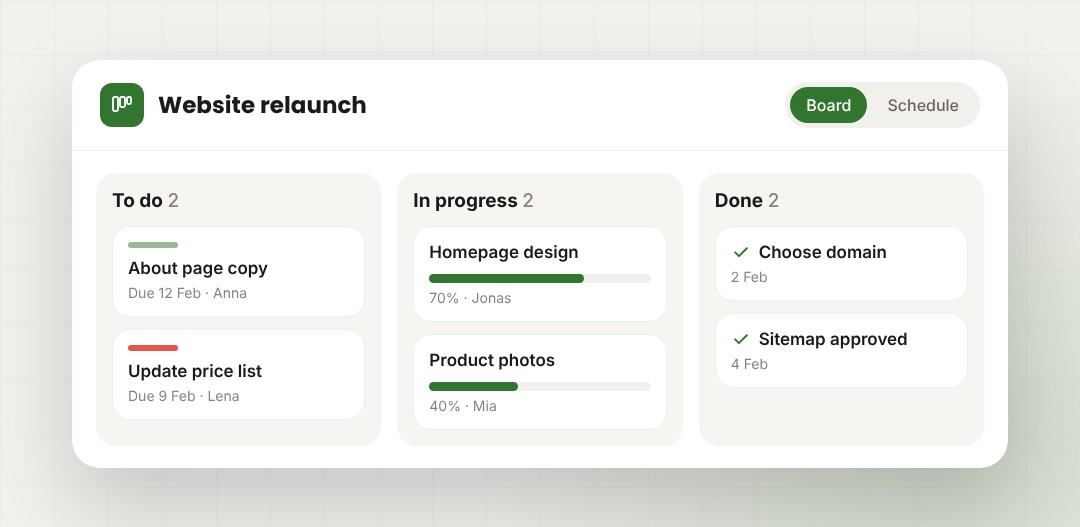 Website relaunch
Board
Schedule
To do 2
About page copy
Due 12 Feb · Anna
Update price list
Due 9 Feb · Lena
In progress 2
Homepage design
70% · Jonas
Product photos
40% · Mia
Done 2
Choose domain
2 Feb
Sitemap approved
4 Feb